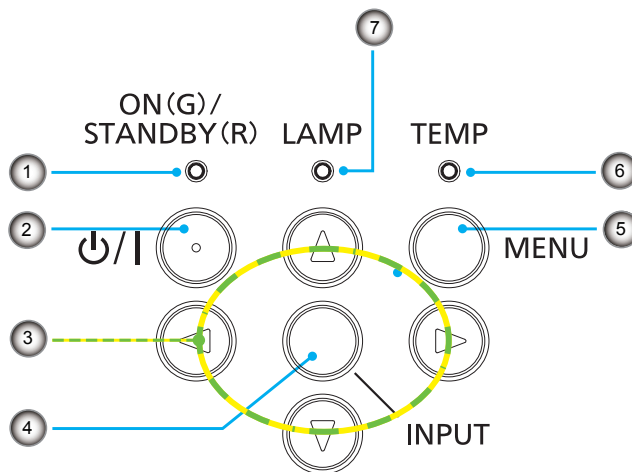 7
ON(G)/
STANDBY(R) LAMP TEMP
1
6
2
⏻/I
5
MENU
3
4
INPUT